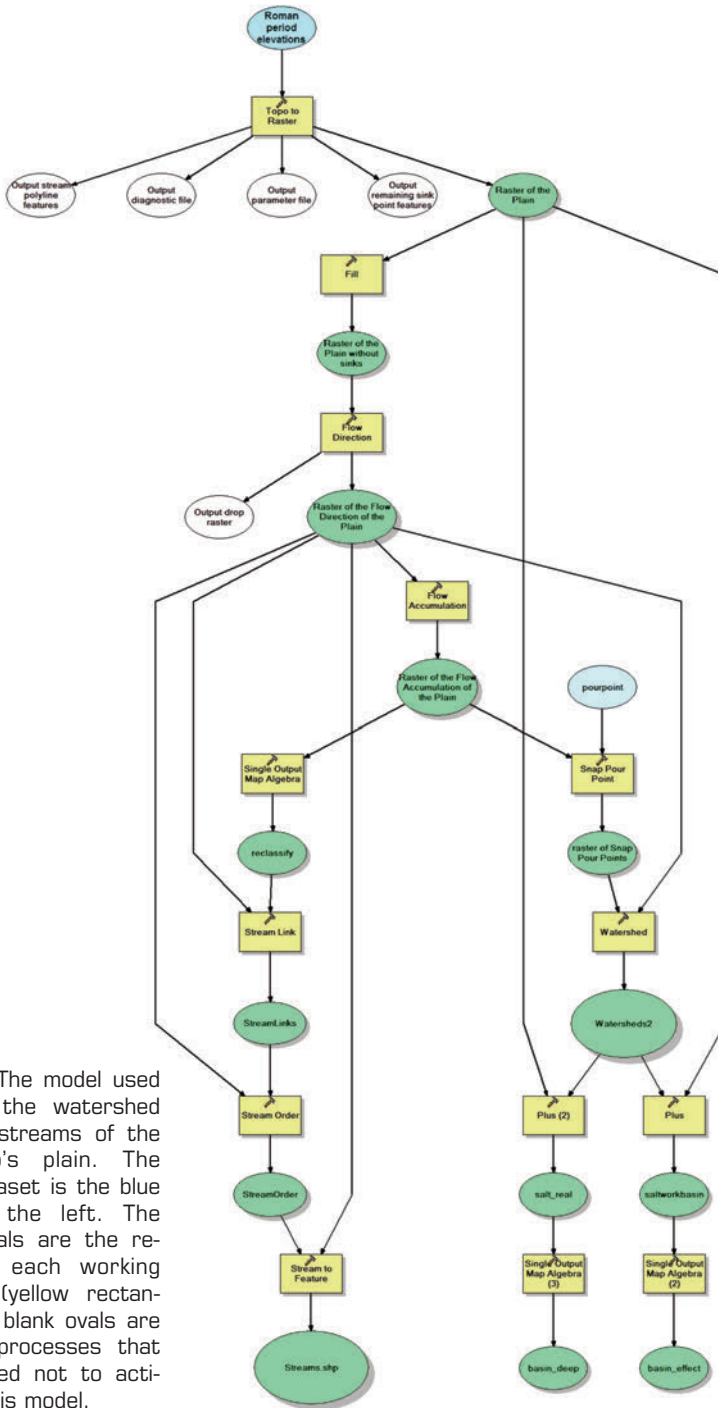 Roman
period
elevations
Topo to
Raster
Output stream
polyline
features
Output
diagnostic file
Output
parameter file
Output
remaining sink
point features
Raster of the
Plain
Fill
Raster of the
Plain without
sinks
Flow
Direction
Output drop
raster
Raster of the Flow
Direction of the
Plain
Flow
Accumulation
Raster of the Flow
Accumulation of
the Plain
pourpoint
Single Output
Map Algebra
Snap Pour
Point
reclassify
raster of Snap
Pour Points
Stream Link
Watershed
StreamLinks
Watersheds2
Stream Order
Plus (2)
Plus
StreamOrder
salt_real
saltworkbasin
Stream to
Feature
Single Output
Map Algebra
(3)
Single Output
Map Algebra
(2)
Streams.shp
basin_deep
basin_effect
The model used
the watershed
streams of the
's plain. The
aset is the blue
the left. The
als are the re-
each working
(yellow rectan-
blank ovals are
processes that
ed not to acti-
is model.